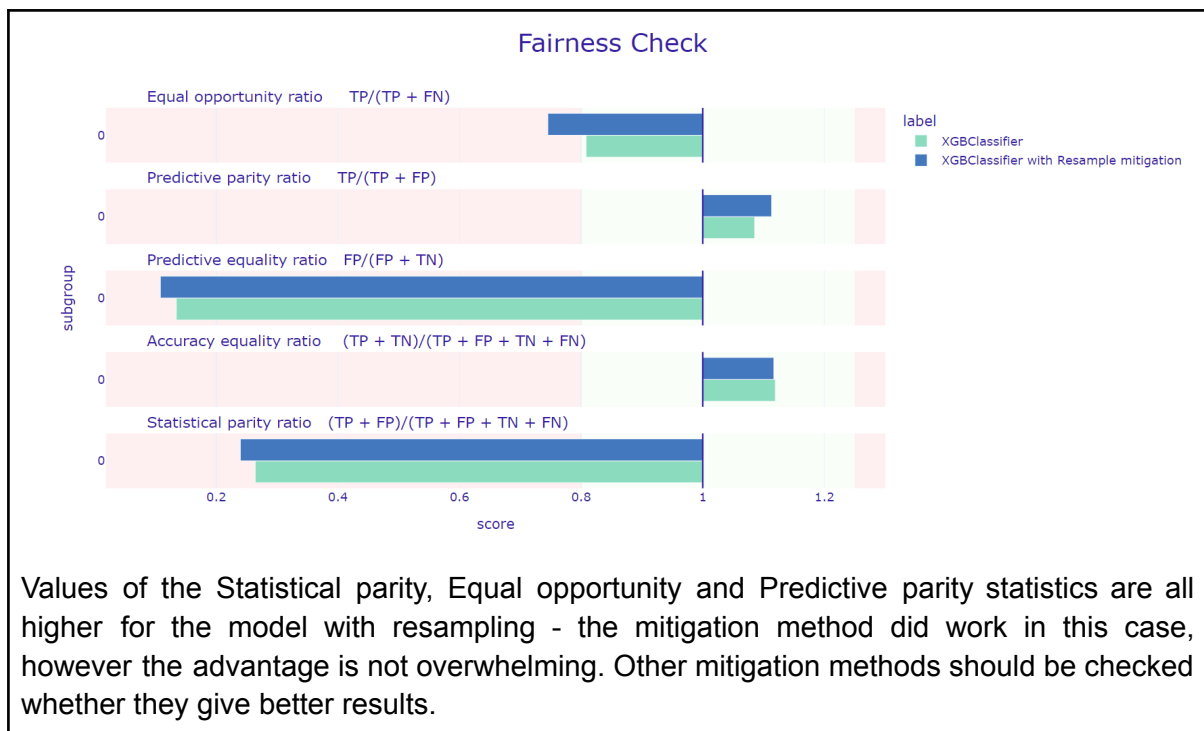 Fairness Check
Equal opportunity ratio TP/(TP + FN)
0
label
XGBClassifier
XGBClassifier with Resample mitigation
Predictive parity ratio TP/(TP + FP)
0
Predictive equality ratio FP/(FP + TN)
0
subgroup
Accuracy equality ratio (TP + TN)/(TP + FP + TN + FN)
0
Statistical parity ratio (TP + FP)/(TP + FP + TN + FN)
0
0.2 0.4 0.6 0.8 1 1.2
score
Values of the Statistical parity, Equal opportunity and Predictive parity statistics are all
higher for the model with resampling - the mitigation method did work in this case,
however the advantage is not overwhelming. Other mitigation methods should be checked
whether they give better results.